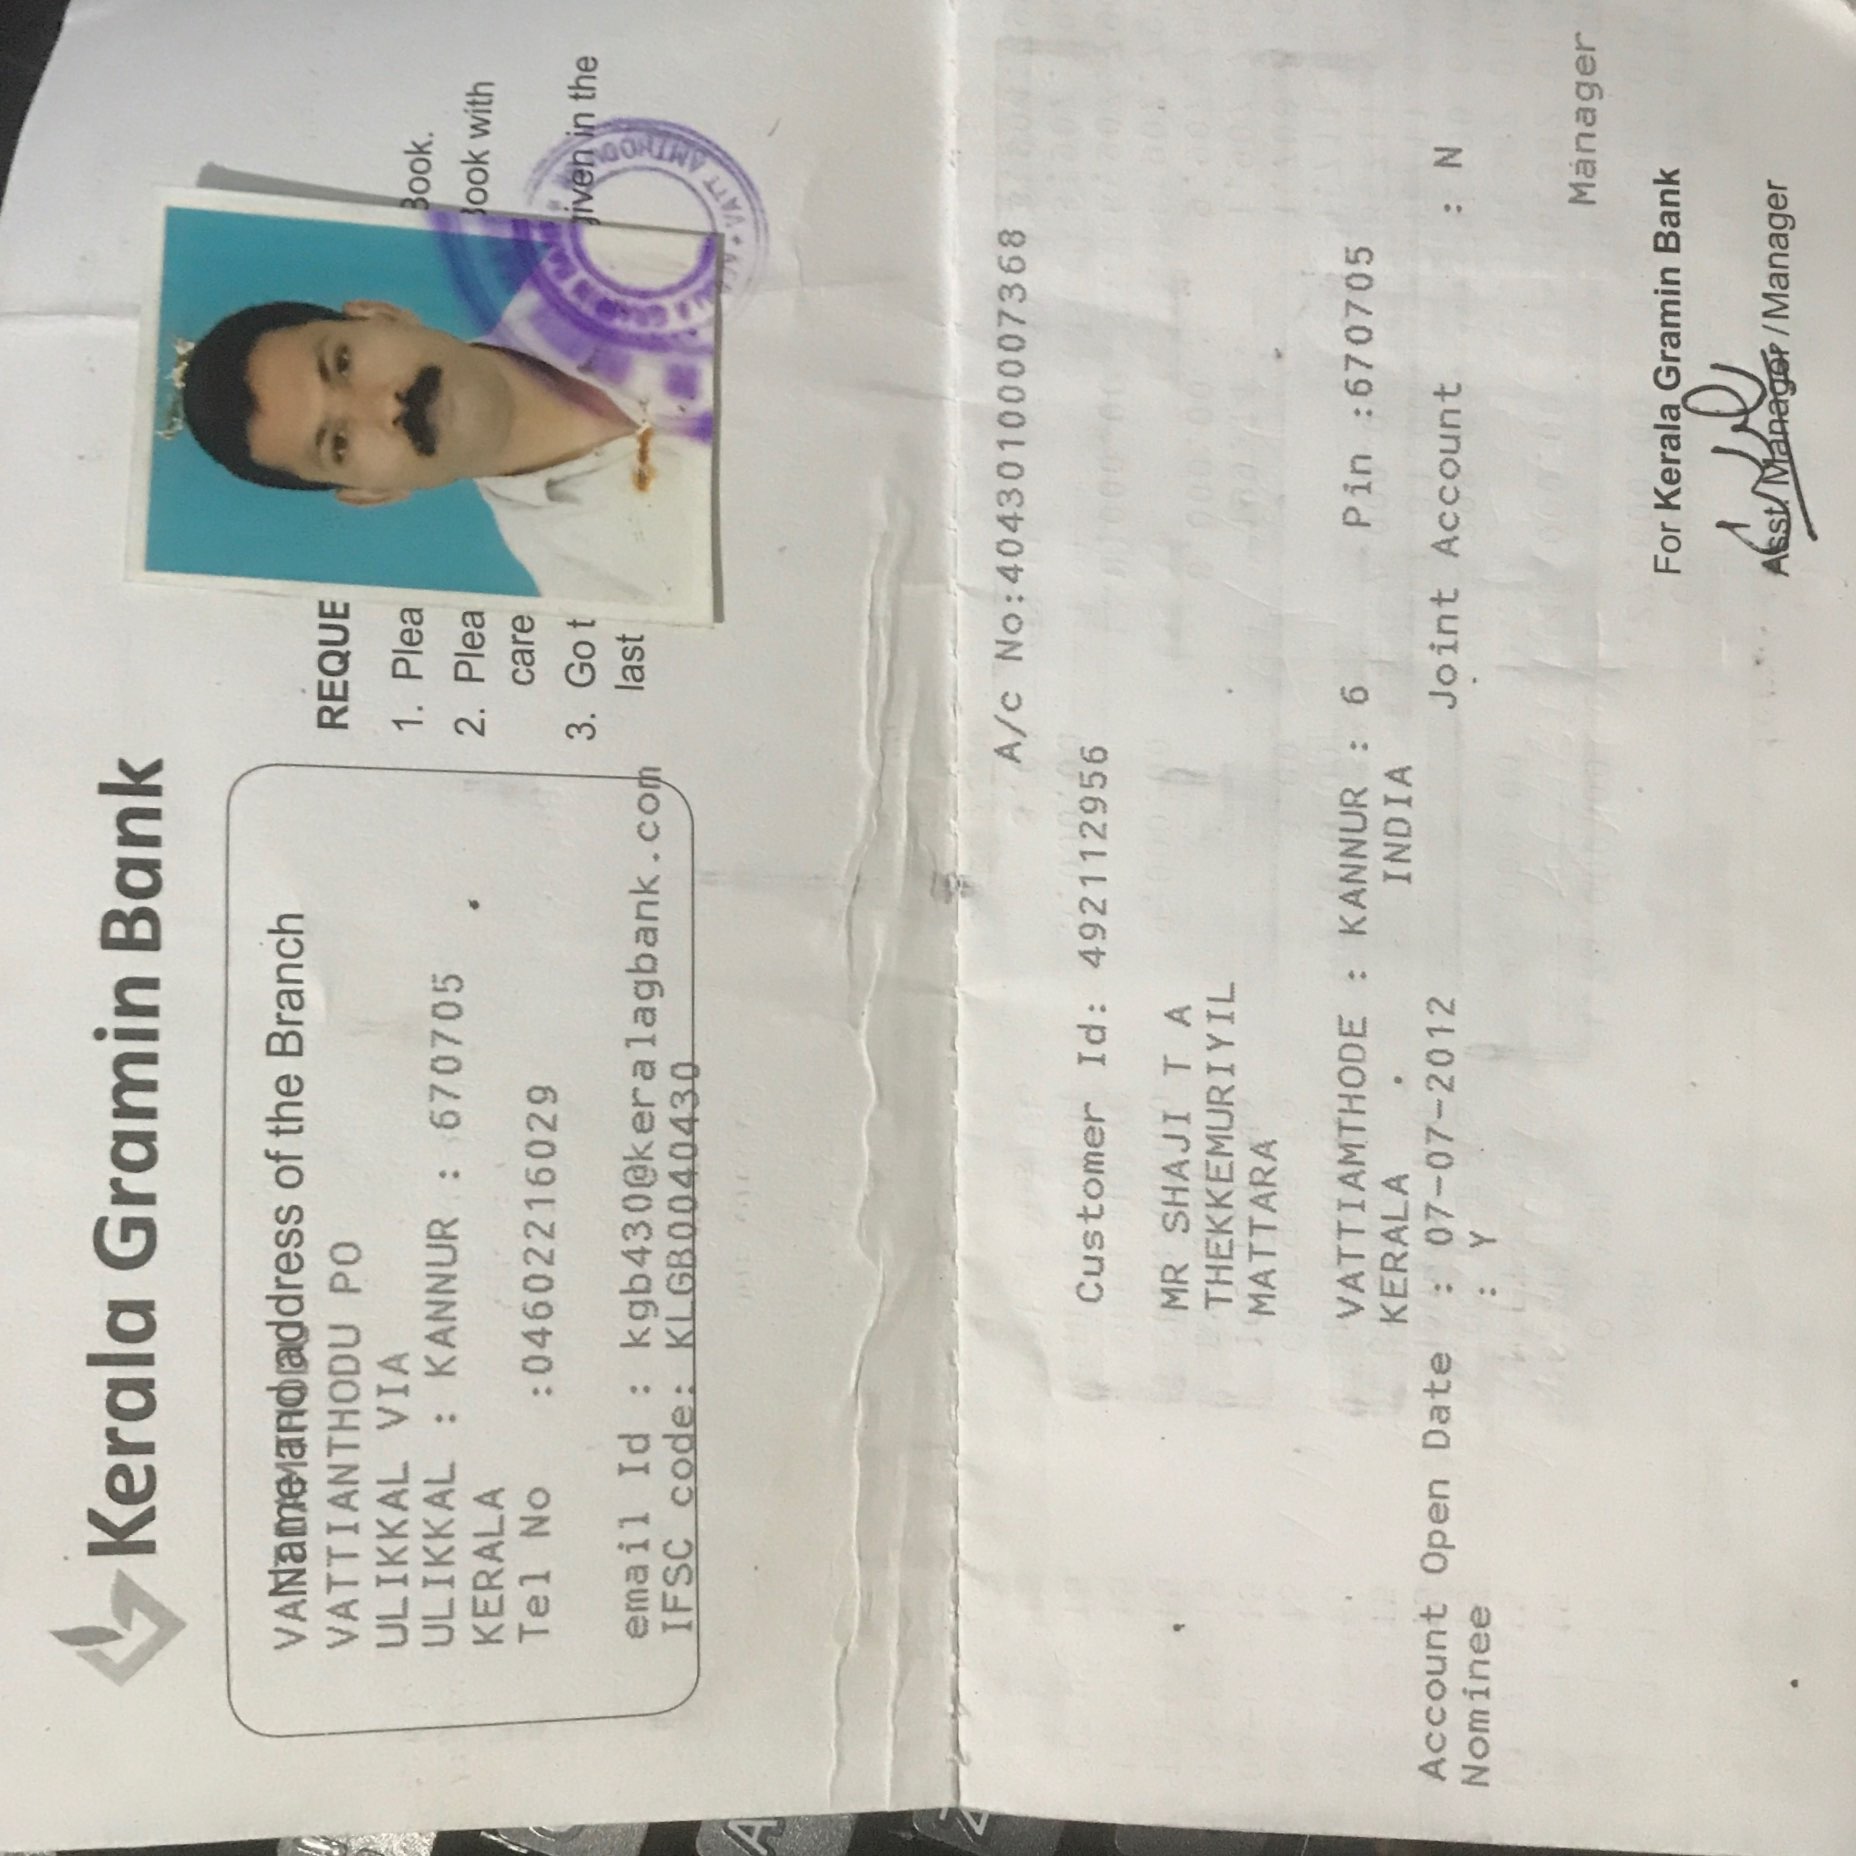 Kerala Gramin Bank
Name and address of the Branch
VATTIANTHODU PO
ULIKKAL VIA
ULIKKAL : KANNUR : 670705
KERALA
Tel No :04602216029
email Id : kgb430@keralagbank.com
IFSC code: KLGB0040430
REQUE
1. Plea Book.
2. Plea Book with
care
3. Go t given in the
last
A/c No:40430100007368
Customer Id: 492112956
MR SHAJI T A
THEKKEMURIYIL
MATTARA
VATTIAMTHODE : KANNUR : 6 Pin :670705
KERALA INDIA
Account Open Date : 07-07-2012 Joint Account : N
Nominee : Y
Manager
For Kerala Gramin Bank
Asst. Manager / Manager